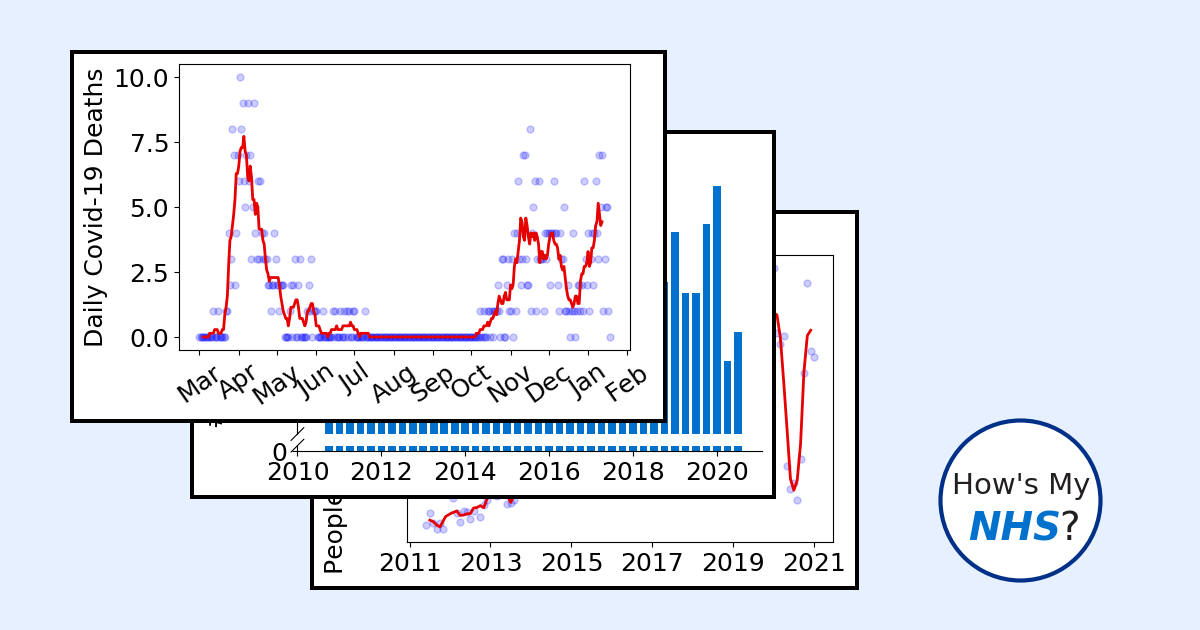 Daily Covid-19 Deaths
10.0
7.5
5.0
2.5
0.0
Mar Apr May Jun Jul Aug Sep Oct Nov Dec Jan Feb
0
2010 2012 2014 2016 2018 2020
People
2011 2013 2015 2017 2019 2021
How's My
NHS?